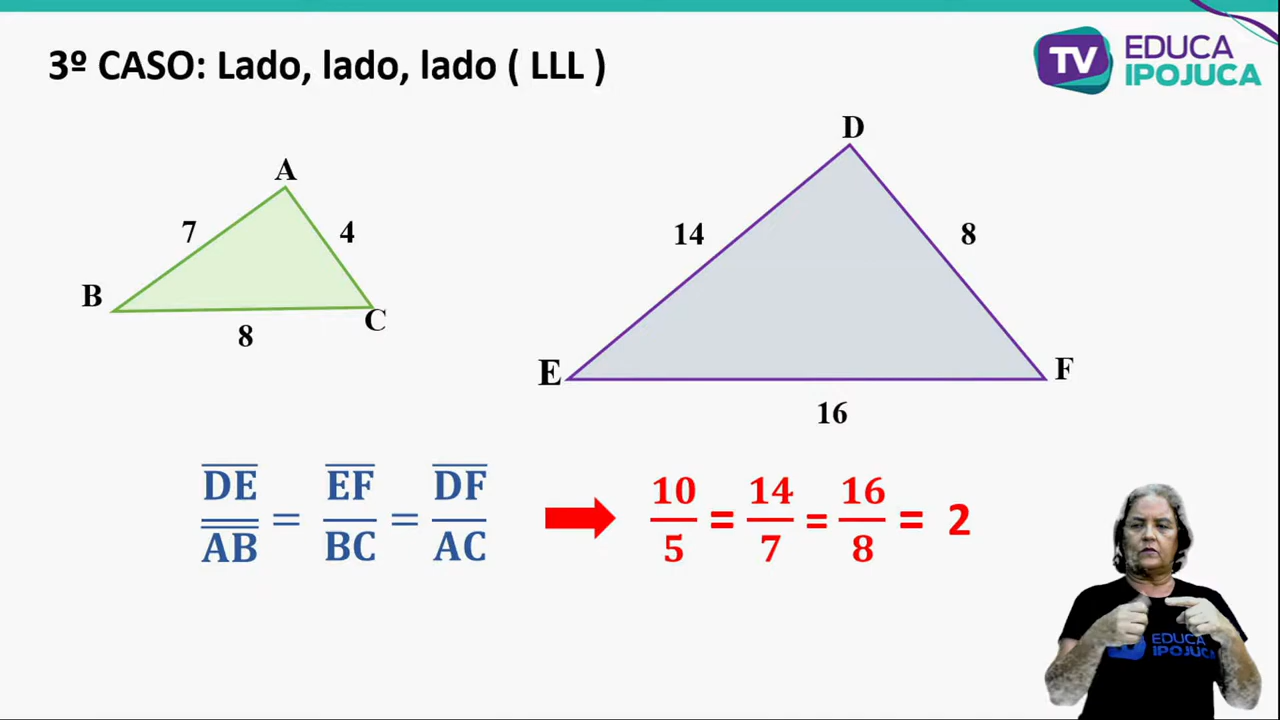 3º CASO: Lado, lado, lado ( LLL )
TV EDUCA
IPOJUCA
A
7
4
B
C
8
D
14
8
E
F
16
DE/AB = EF/BC = DF/AC
10/5 = 14/7 = 16/8 = 2
EDUCA
IPOJUCA